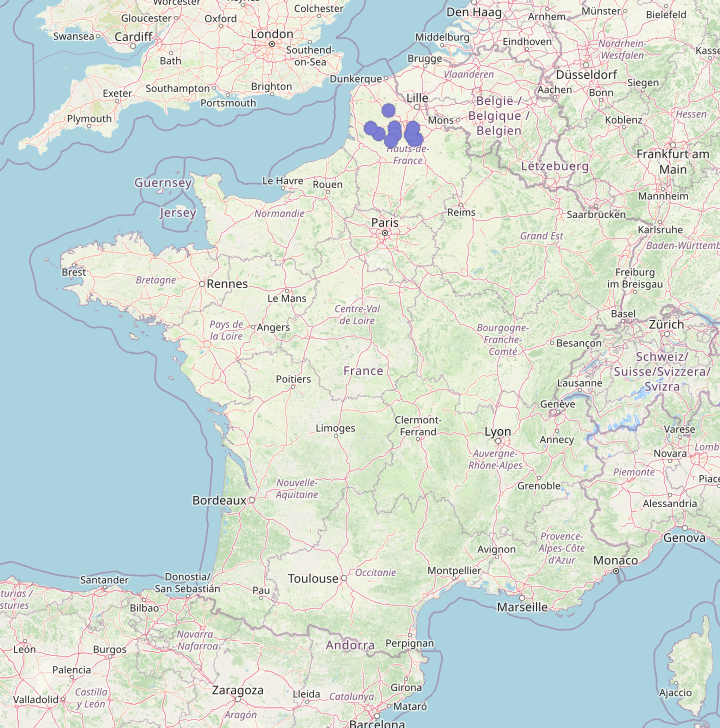 Worcester
Colchester
Gloucester
Oxford
Swansea
London
Cardiff
Southend-
on-Sea
Bath
Exeter
Southampton
Brighton
Portsmouth
Plymouth
Den Haag
Arnhem
Münster
Bielefeld
Middelburg
Eindhoven
Nordrhein-
Westfalen
Brugge
Vlaanderen
Düsseldorf
Dunkerque
Lille
België /
Belgique /
Belgien
Aachen
Siegen
Bonn
Mons
Koblenz
Hessen
Hauts-de-
France
Lëtzebuerg
Frankfurt am
Main
Mannheim
Guernsey
Jersey
Le Havre
Rouen
Normandie
Reims
Saarbrücken
Paris
Karlsruhe
Grand Est
Brest
Bretagne
Rennes
Le Mans
Freiburg
im Breisgau
Basel
Zürich
Pays de
la Loire
Angers
Centre-Val
de Loire
Bourgogne-
Franche-
Comté
Besançon
Schweiz/
Suisse/Svizzera/
Svizra
France
Poitiers
Lausanne
Genève
Limoges
Clermont-
Ferrand
Lyon
Annecy
Varese
Novara
Auvergne-
Rhône-Alpes
Piemonte
Grenoble
Nouvelle-
Aquitaine
Bordeaux
Alessandria
Genova
Provence-
Alpes-Côte
d'Azur
Avignon
Monaco
Toulouse
Occitanie
Montpellier
Marseille
Santander
Donostia/
San Sebastián
Bilbao
Pau
Navarra
Nafarroa
Andorra
Perpignan
León
Burgos
Palencia
Castilla
y León
Valladolid
Zaragoza
Aragón
Lleida
Catalunya
Girona
Mataró
Barcelona
Ajaccio